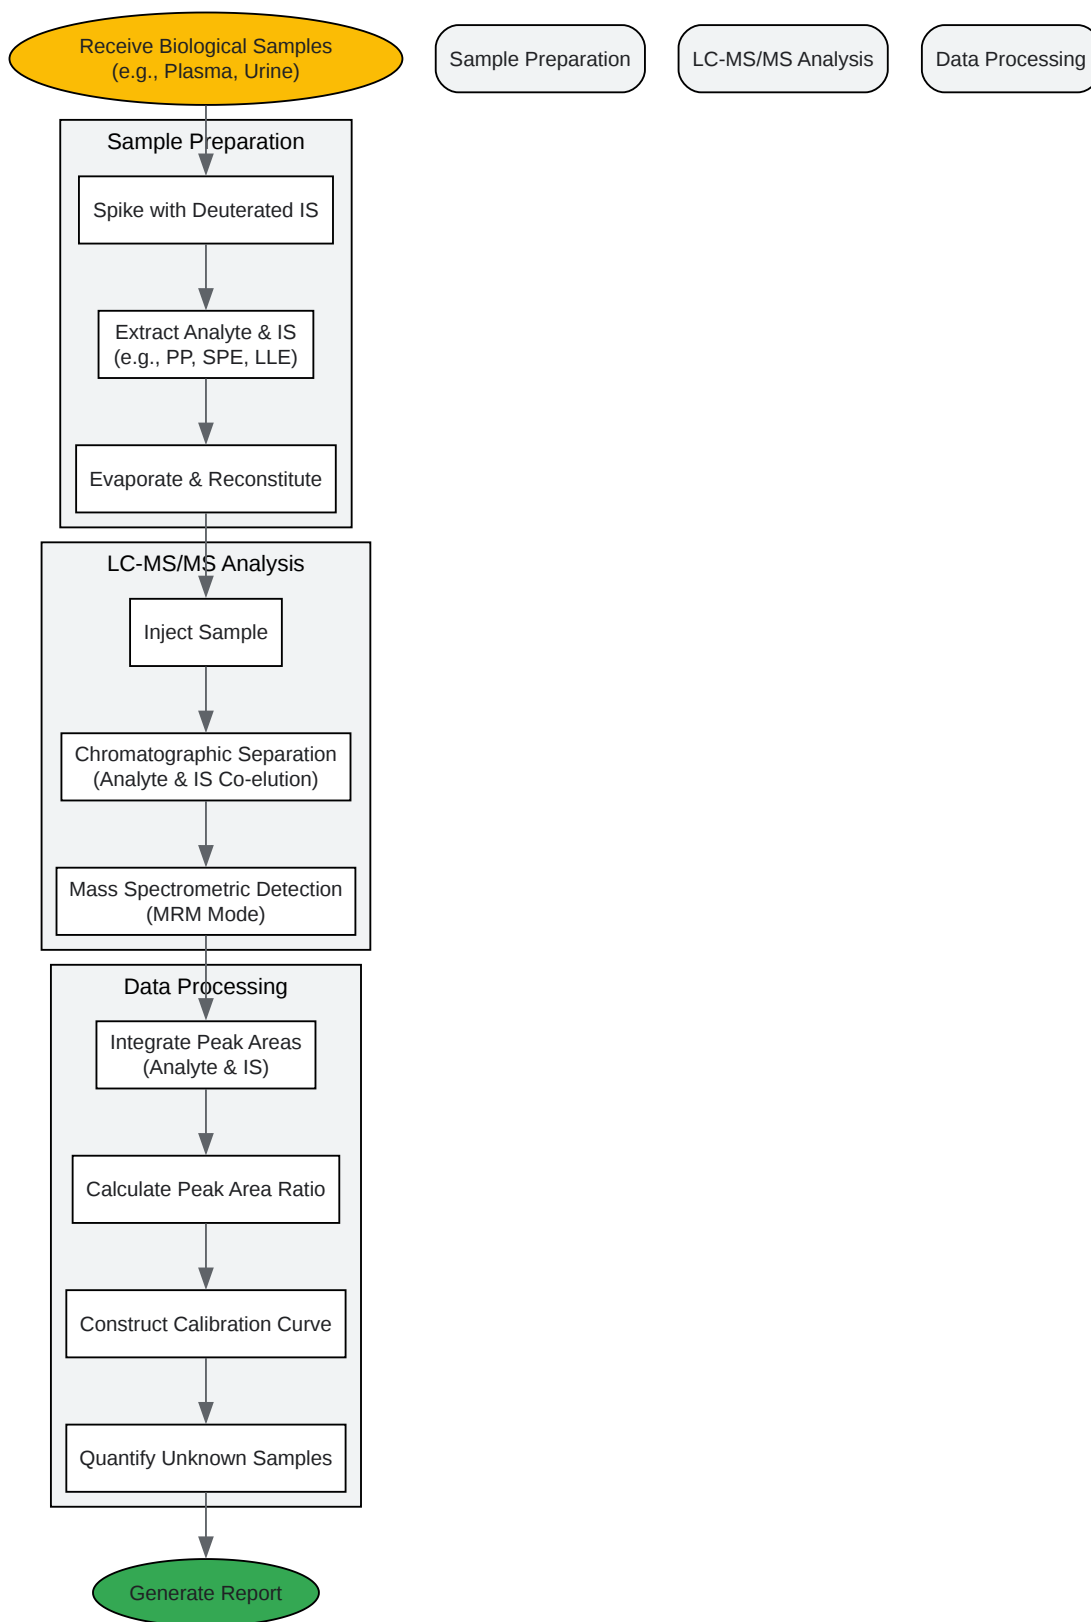 Receive Biological Samples
(e.g., Plasma, Urine)
Sample Preparation
LC-MS/MS Analysis
Data Processing
Sample Preparation
Spike with Deuterated IS
Extract Analyte & IS
(e.g., PP, SPE, LLE)
Evaporate & Reconstitute
LC-MS/MS Analysis
Inject Sample
Chromatographic Separation
(Analyte & IS Co-elution)
Mass Spectrometric Detection
(MRM Mode)
Data Processing
Integrate Peak Areas
(Analyte & IS)
Calculate Peak Area Ratio
Construct Calibration Curve
Quantify Unknown Samples
Generate Report